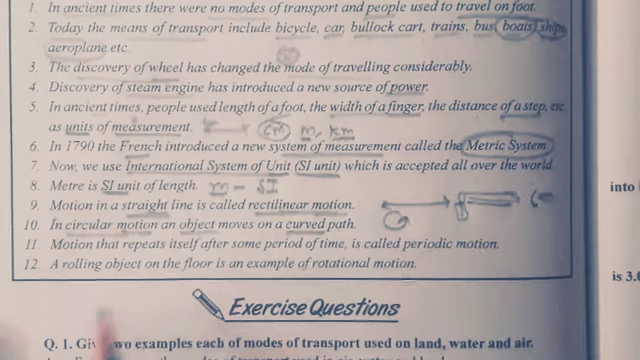 1. In ancient times there were no modes of transport and people used to travel on foot.
2. Today the means of transport include bicycle, car, bullock cart, trains, bus, boats, ships,
aeroplane etc.
3. The discovery of wheel has changed the mode of travelling considerably.
4. Discovery of steam engine has introduced a new source of power.
5. In ancient times, people used length of a foot, the width of a finger, the distance of a step, etc.
as units of measurement. cm m, km
6. In 1790 the French introduced a new system of measurement called the Metric System.
7. Now, we use International System of Unit (SI unit) which is accepted all over the world.
8. Metre is SI unit of length. m - SI
into
9. Motion in a straight line is called rectilinear motion.
10. In circular motion an object moves on a curved path.
11. Motion that repeats itself after some period of time, is called periodic motion.
12. A rolling object on the floor is an example of rotational motion.
is 3.0
Exercise Questions
Q. 1. two examples each of modes of transport used on land, water and air.